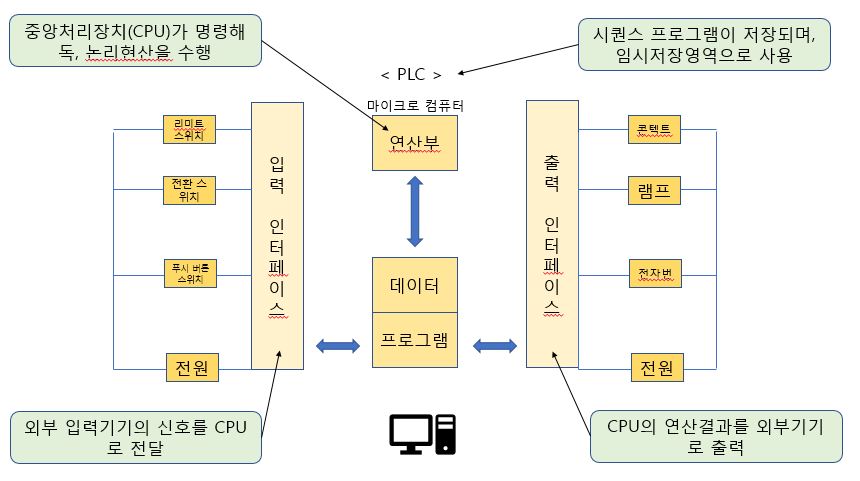 중앙처리장치(CPU)가 명령해
독, 논리현산을 수행
시퀀스 프로그램이 저장되며,
임시저장영역으로 사용
< PLC >
마이크로 컴퓨터
연산부
리미트
스위치
전환 스
위치
푸시 버튼
스위치
전원
입
력
인
터
페
이
스
데이터
프로그램
출
력
인
터
페
이
스
콘텍트
램프
전자변
전원
외부 입력기기의 신호를 CPU
로 전달
CPU의 연산결과를 외부기기
로 출력